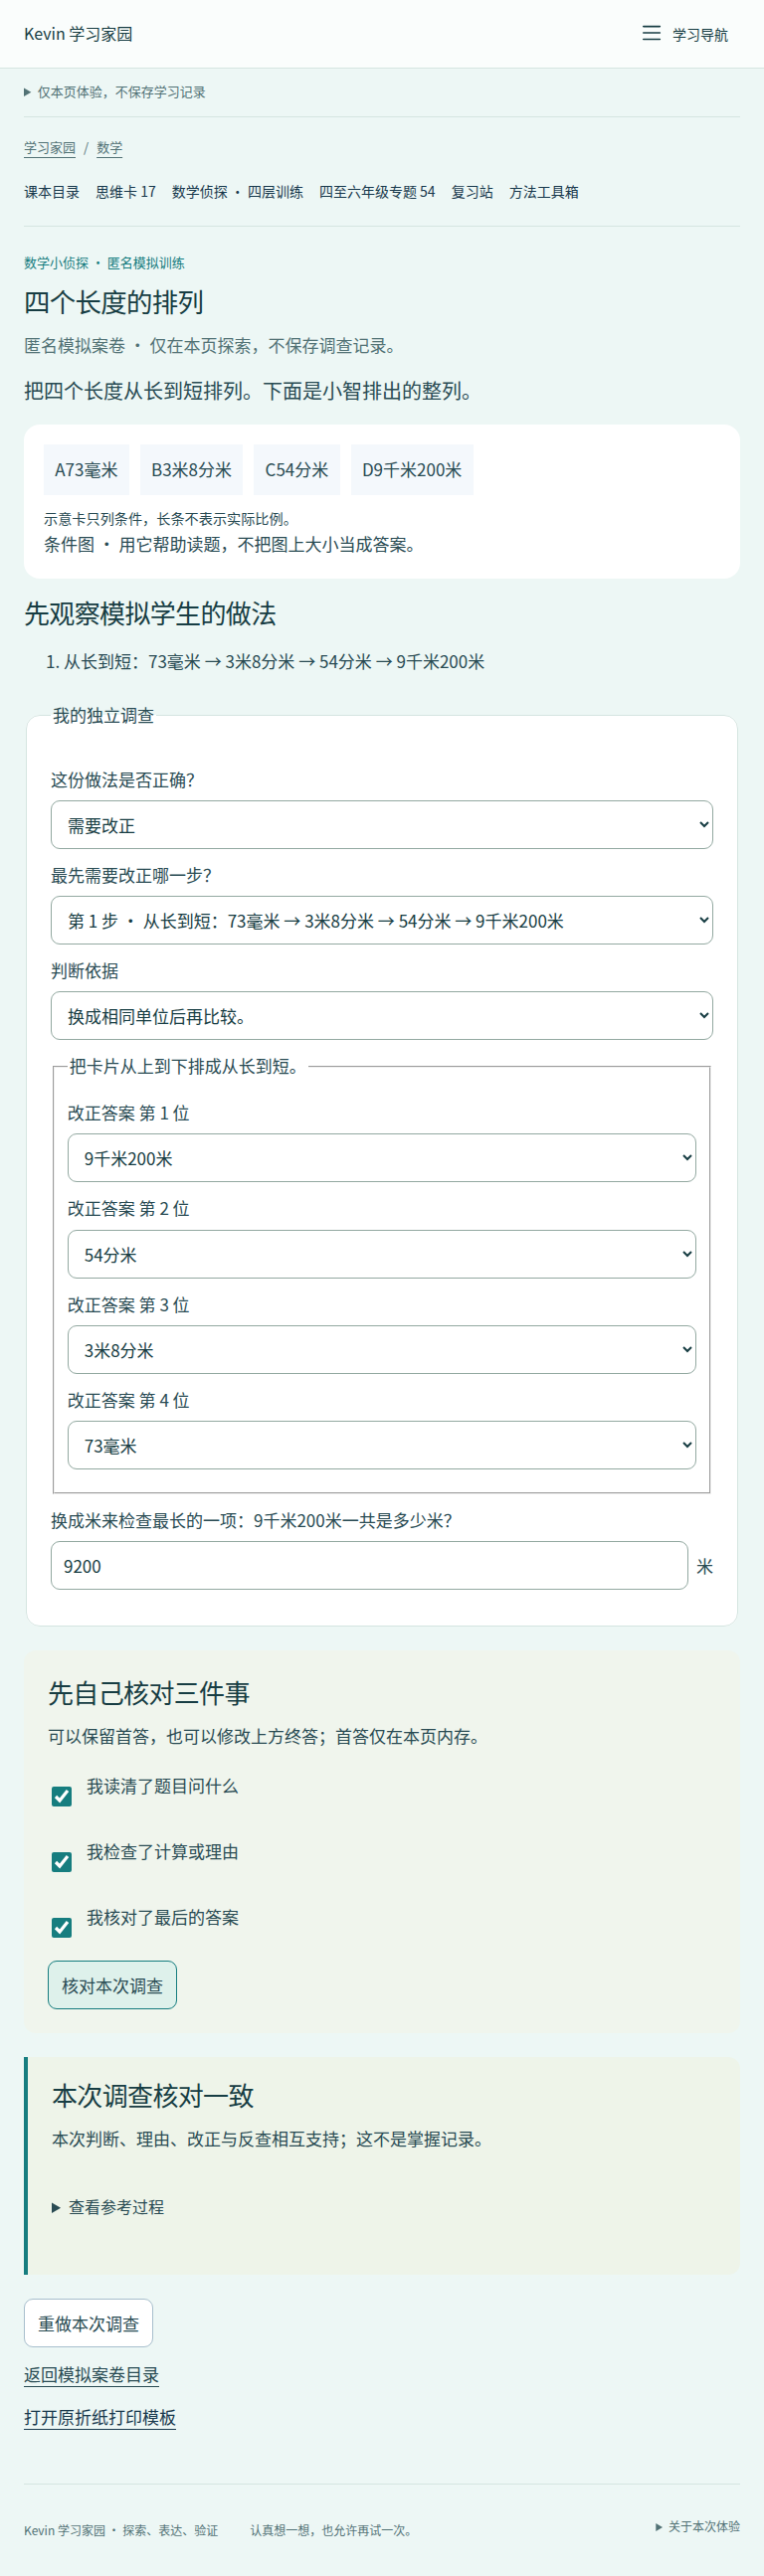 Kevin 学习家园
学习导航
仅本页体验，不保存学习记录
学习家园 / 数学
课本目录 思维卡 17 数学侦探 · 四层训练 四至六年级专题 54 复习站 方法工具箱
数学小侦探 · 匿名模拟训练
四个长度的排列
匿名模拟案卷 · 仅在本页探索，不保存调查记录。
把四个长度从长到短排列。下面是小智排出的整列。
A73毫米 B3米8分米 C54分米 D9千米200米
示意卡只列条件，长条不表示实际比例。
条件图 · 用它帮助读题，不把图上大小当成答案。
先观察模拟学生的做法
1. 从长到短：73毫米 → 3米8分米 → 54分米 → 9千米200米
我的独立调查
这份做法是否正确？
需要改正
最先需要改正哪一步？
第 1 步 · 从长到短：73毫米 → 3米8分米 → 54分米 → 9千米200米
判断依据
换成相同单位后再比较。
把卡片从上到下排成从长到短。
改正答案 第 1 位
9千米200米
改正答案 第 2 位
54分米
改正答案 第 3 位
3米8分米
改正答案 第 4 位
73毫米
换成米来检查最长的一项：9千米200米一共是多少米？
9200 米
先自己核对三件事
可以保留首答，也可以修改上方终答；首答仅在本页内存。
我读清了题目问什么
我检查了计算或理由
我核对了最后的答案
核对本次调查
本次调查核对一致
本次判断、理由、改正与反查相互支持；这不是掌握记录。
查看参考过程
重做本次调查
返回模拟案卷目录
打开原折纸打印模板
Kevin 学习家园 · 探索、表达、验证 认真想一想，也允许再试一次。 关于本次体验